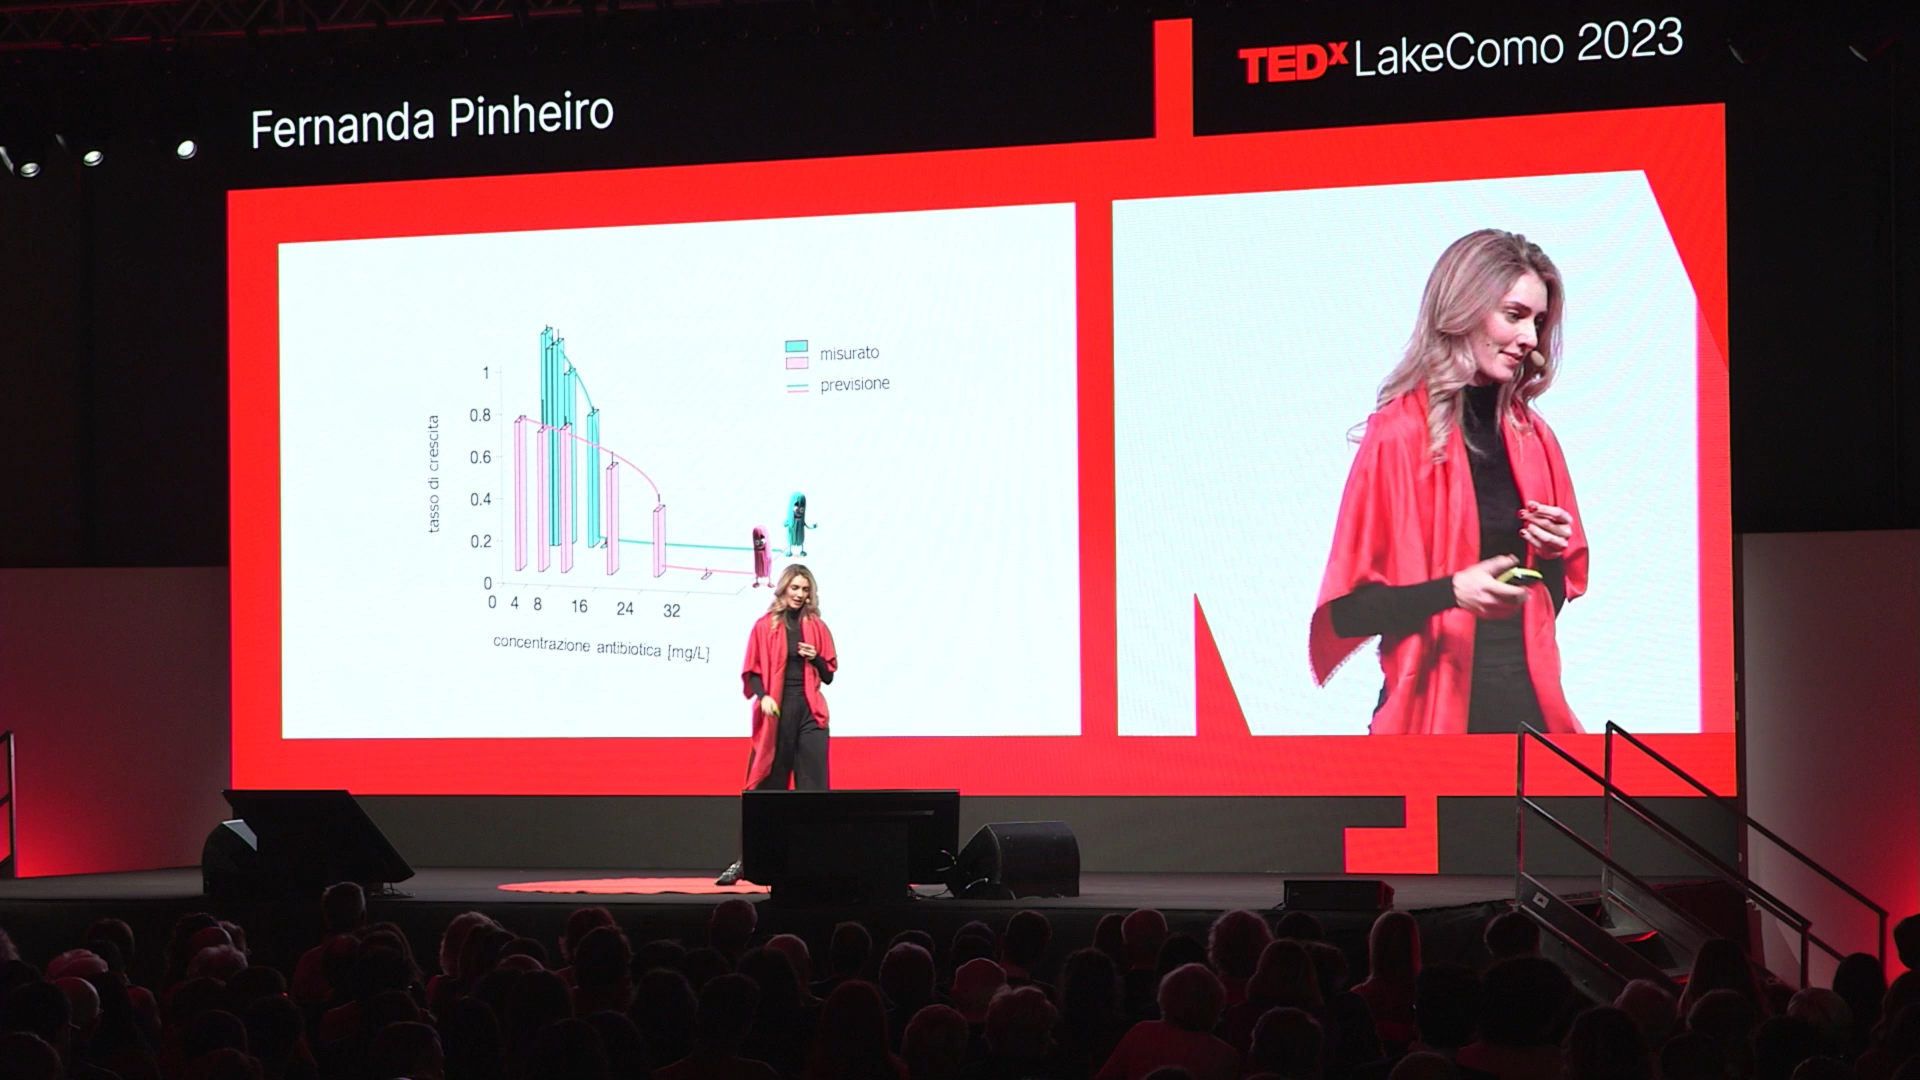 Fernanda Pinheiro
TEDx LakeComo 2023
misurato
previsione
tasso di crescita
1
0.8
0.6
0.4
0.2
0
0 4 8 16 24 32
concentrazione antibiotica [mg/L]